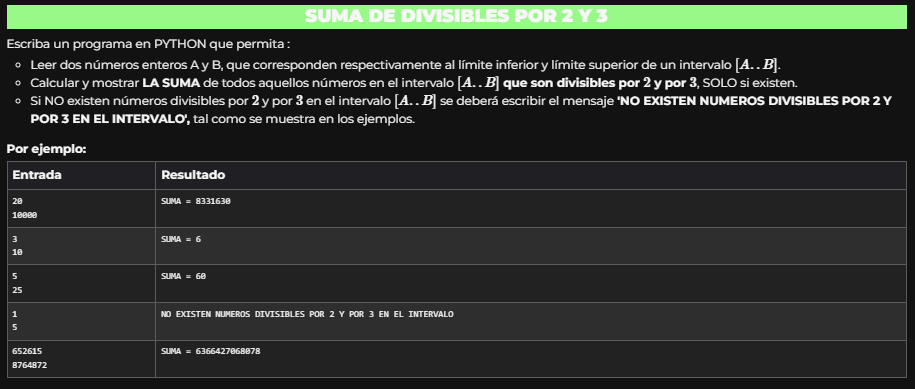 SUMA DE DIVISIBLES POR 2 Y 3
Escriba un programa en PYTHON que permita :
Leer dos números enteros A y B, que corresponden respectivamente al límite inferior y límite superior de un intervalo [A. . B].
Calcular y mostrar LA SUMA de todos aquellos números en el intervalo [A. . B] que son divisibles por 2 y por 3, SOLO si existen.
Si NO existen números divisibles por 2 y por 3 en el intervalo [A. . B] se deberá escribir el mensaje 'NO EXISTEN NUMEROS DIVISIBLES POR 2 Y
POR 3 EN EL INTERVALO', tal como se muestra en los ejemplos.
Por ejemplo:
Entrada Resultado
20 SUMA = 8331630
10000
3 SUMA = 6
10
5 SUMA = 60
25
1 NO EXISTEN NUMEROS DIVISIBLES POR 2 Y POR 3 EN EL INTERVALO
5
652615 SUMA = 6366427068078
8764872